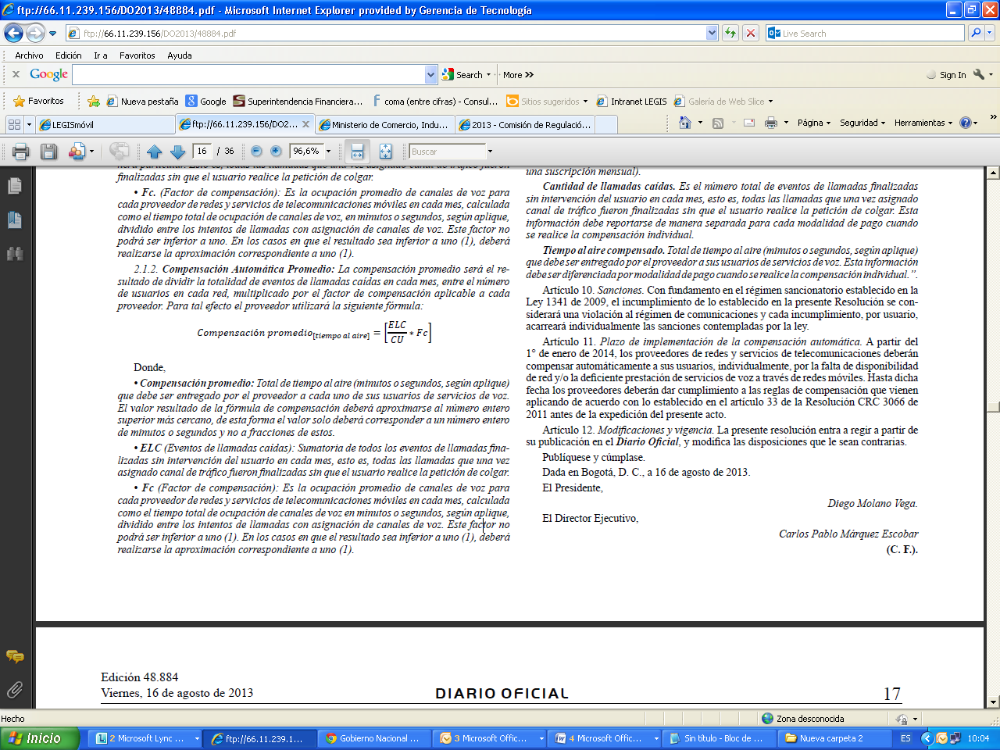 ftp://66.11.239.156/DO2013/48884.pdf - Microsoft Internet Explorer provided by Gerencia de Tecnología
ftp://66.11.239.156/DO2013/48884.pdf
Live Search
Archivo Edición Ir a Favoritos Ayuda
x Google Search More »
Sign In
Favoritos Nueva pestaña Google Superintendencia Financiera... coma (entre cifras) - Consul... Sitios sugeridos Intranet LEGIS Galería de Web Slice
LEGISmóvil ftp://66.11.239.156/DO2... x Ministerio de Comercio, Indu... 2013 - Comisión de Regulació...
Página Seguridad Herramientas »
16 / 36 96,6% Buscar
finalizadas sin que el usuario realice la petición de colgar.
• Fc. (Factor de compensación): Es la ocupación promedio de canales de voz para
cada proveedor de redes y servicios de telecomunicaciones móviles en cada mes, calculada
como el tiempo total de ocupación de canales de voz, en minutos o segundos, según aplique,
dividido entre los intentos de llamadas con asignación de canales de voz. Este factor no
podrá ser inferior a uno. En los casos en que el resultado sea inferior a uno (1), deberá
realizarse la aproximación correspondiente a uno (1).
2.1.2. Compensación Automática Promedio: La compensación promedio será el re-
sultado de dividir la totalidad de eventos de llamadas caídas en cada mes, entre el número
de usuarios en cada red, multiplicado por el factor de compensación aplicable a cada
proveedor. Para tal efecto el proveedor utilizará la siguiente fórmula:
Compensación promedio[tiempo al aire] = [ELC/CU * Fc]
Donde,
• Compensación promedio: Total de tiempo al aire (minutos o segundos, según aplique)
que debe ser entregado por el proveedor a cada uno de sus usuarios de servicios de voz.
El valor resultado de la fórmula de compensación deberá aproximarse al número entero
superior más cercano, de esta forma el valor solo deberá corresponder a un número entero
de minutos o segundos y no a fracciones de estos.
• ELC (Eventos de llamadas caídas): Sumatoria de todos los eventos de llamadas fina-
lizadas sin intervención del usuario en cada mes, esto es, todas las llamadas que una vez
asignado canal de tráfico fueron finalizadas sin que el usuario realice la petición de colgar.
• Fc (Factor de compensación): Es la ocupación promedio de canales de voz para
cada proveedor de redes y servicios de telecomunicaciones móviles en cada mes, calculada
como el tiempo total de ocupación de canales de voz en minutos o segundos, según aplique,
dividido entre los intentos de llamadas con asignación de canales de voz. Este factor no
podrá ser inferior a uno (1). En los casos en que el resultado sea inferior a uno (1), deberá
realizarse la aproximación correspondiente a uno (1).
una suscripción mensual).
Cantidad de llamadas caídas. Es el número total de eventos de llamadas finalizadas
sin intervención del usuario en cada mes, esto es, todas las llamadas que una vez asignado
canal de tráfico fueron finalizadas sin que el usuario realice la petición de colgar. Esta
información debe reportarse de manera separada para cada modalidad de pago cuando
se realice la compensación individual.
Tiempo al aire compensado. Total de tiempo al aire (minutos o segundos, según aplique)
que debe ser entregado por el proveedor a sus usuarios de servicios de voz. Esta información
debe ser diferenciada por modalidad de pago cuando se realice la compensación individual.”.
Artículo 10. Sanciones. Con fundamento en el régimen sancionatorio establecido en la
Ley 1341 de 2009, el incumplimiento de lo establecido en la presente Resolución se con-
siderará una violación al régimen de comunicaciones y cada incumplimiento, por usuario,
acarreará individualmente las sanciones contempladas por la ley.
Artículo 11. Plazo de implementación de la compensación automática. A partir del
1° de enero de 2014, los proveedores de redes y servicios de telecomunicaciones deberán
compensar automáticamente a sus usuarios, individualmente, por la falta de disponibilidad
de red y/o la deficiente prestación de servicios de voz a través de redes móviles. Hasta dicha
fecha los proveedores deberán dar cumplimiento a las reglas de compensación que vienen
aplicando de acuerdo con lo establecido en el artículo 33 de la Resolución CRC 3066 de
2011 antes de la expedición del presente acto.
Artículo 12. Modificaciones y vigencia. La presente resolución entra a regir a partir de
su publicación en el Diario Oficial, y modifica las disposiciones que le sean contrarias.
Publíquese y cúmplase.
Dada en Bogotá, D. C., a 16 de agosto de 2013.
El Presidente,
Diego Molano Vega.
El Director Ejecutivo,
Carlos Pablo Márquez Escobar
(C. F.).
Edición 48.884
Viernes, 16 de agosto de 2013
DIARIO OFICIAL
17
Hecho
Zona desconocida
Inicio 2 Microsoft Lync ... ftp://66.11.239.1... Gobierno Nacional ... 3 Microsoft Offic... 4 Microsoft Offic... Sin título - Bloc de ... Nueva carpeta 2 ES 10:04